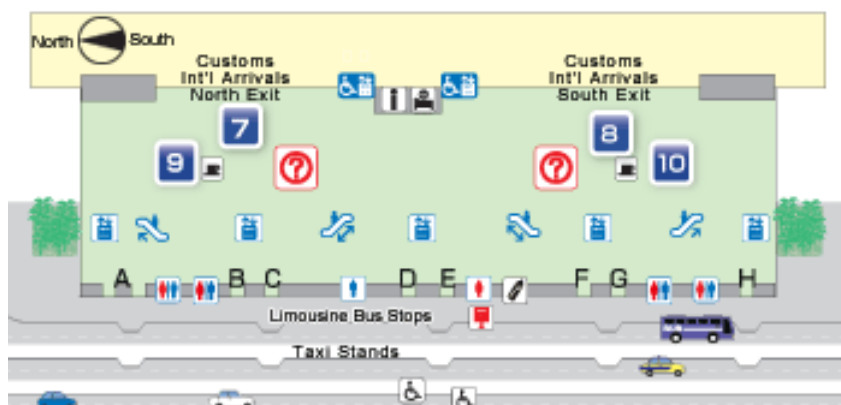 North South
Customs
Int'l Arrivals
North Exit
Customs
Int'l Arrivals
South Exit
7
8
9
10
?
?
A
B
C
D
E
F
G
H
Limousine Bus Stops
Taxi Stands